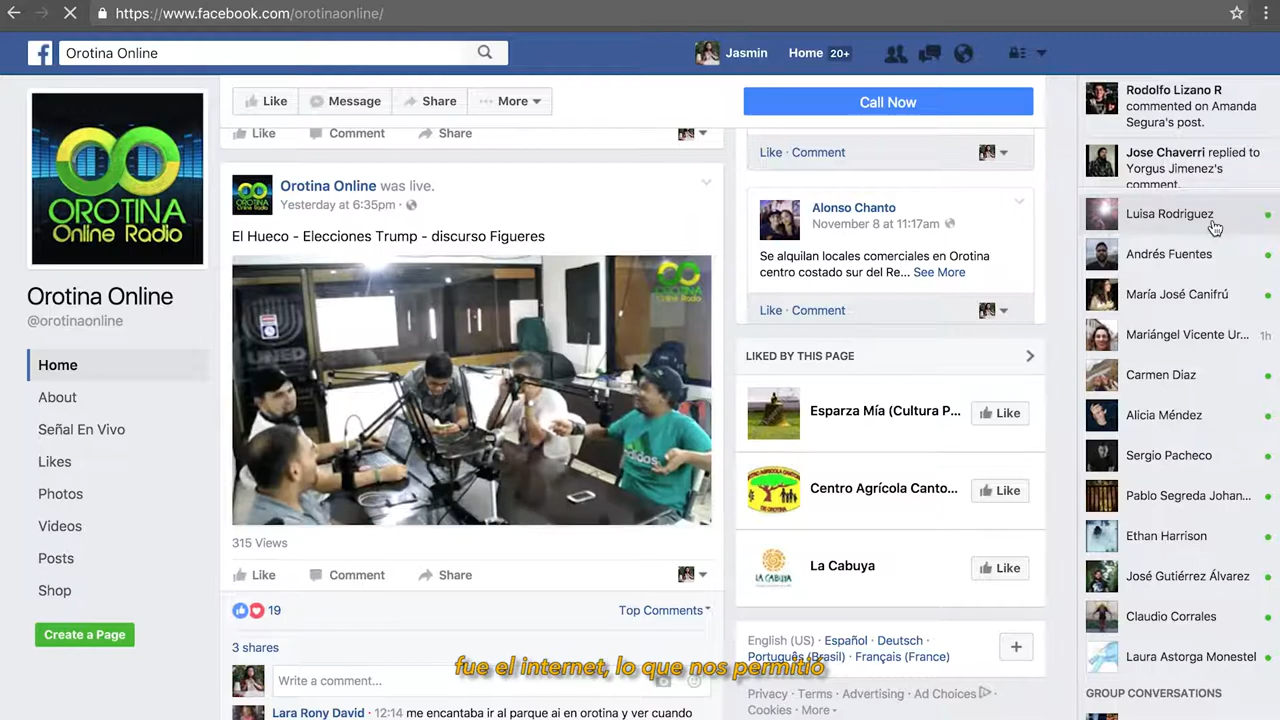 https://www.facebook.com/orotinaonline/
Orotina Online
Jasmin
Home 20+
OROTINA
Online Radio
Orotina Online
@orotinaonline
Home
About
Señal En Vivo
Likes
Photos
Videos
Posts
Shop
Create a Page
Like
Message
Share
More
Call Now
Like
Comment
Share
Orotina Online was live.
Yesterday at 6:35pm ·
El Hueco - Elecciones Trump - discurso Figueres
OROTINA
UNED
adidas
315 Views
Like
Comment
Share
19
Top Comments
3 shares
Write a comment...
Lara Rony David · 12:14 me encantaba ir al parque ai en orotina y ver cuando
Like · Comment
Alonso Chanto
November 8 at 11:17am ·
Se alquilan locales comerciales en Orotina
centro costado sur del Re... See More
Like · Comment
LIKED BY THIS PAGE
Esparza Mía (Cultura P...
Like
Centro Agrícola Canto...
Like
LA CABUYA
La Cabuya
Like
English (US) · Español · Deutsch ·
Português (Brasil) · Français (France)
Privacy · Terms · Advertising · Ad Choices ·
Cookies · More
Rodolfo Lizano R
commented on Amanda
Segura's post.
Jose Chaverri replied to
Yorgus Jimenez's
comment.
Luisa Rodriguez
Andrés Fuentes
María José Canifrú
Mariángel Vicente Ur... 1h
Carmen Diaz
Alicia Méndez
Sergio Pacheco
Pablo Segreda Johan...
Ethan Harrison
José Gutiérrez Álvarez
Claudio Corrales
Laura Astorga Monestel
GROUP CONVERSATIONS
fue el internet, lo que nos permitió